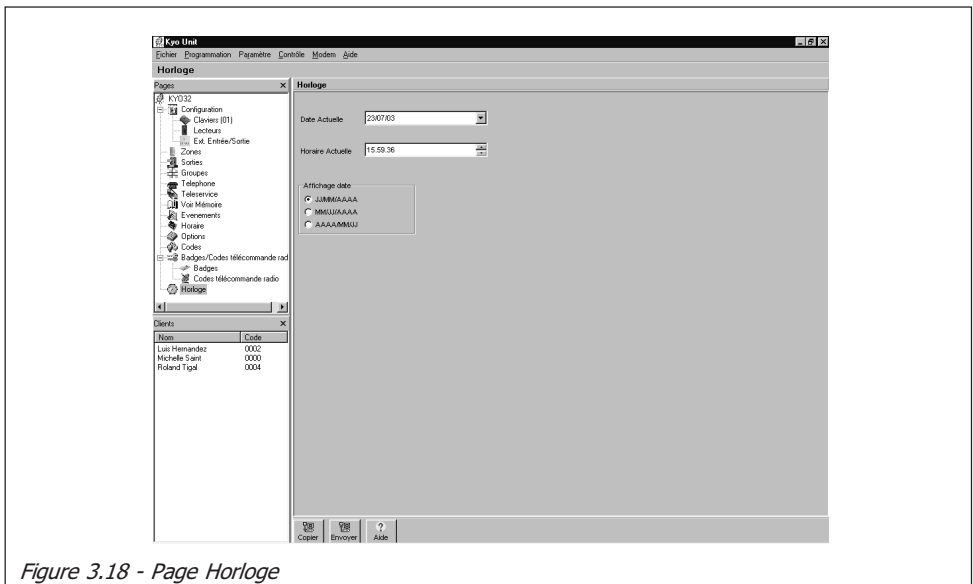 Kyo Unit
Fichier Programmation Paramètre Contrôle Modem Aide
Horloge
Pages
KYO32
Configuration
Claviers (01)
Lecteurs
Ext. Entrée/Sortie
Zones
Sorties
Groupes
Telephone
Teleservice
Voir Mémoire
Evenements
Horaire
Options
Codes
Badges/Codes télécommande rad
Badges
Codes télécommande radio
Horloge
Clients
Nom Code
Luis Hernandez 0002
Michelle Saint 0000
Roland Tigal 0004
Horloge
Date Actuelle 23/07/03
Horaire Actuelle 15.59.36
Affichage date
JJ/MM/AAAA
MM/JJ/AAAA
AAAA/MM/JJ
Copier Envoyer Aide
Figure 3.18 - Page Horloge